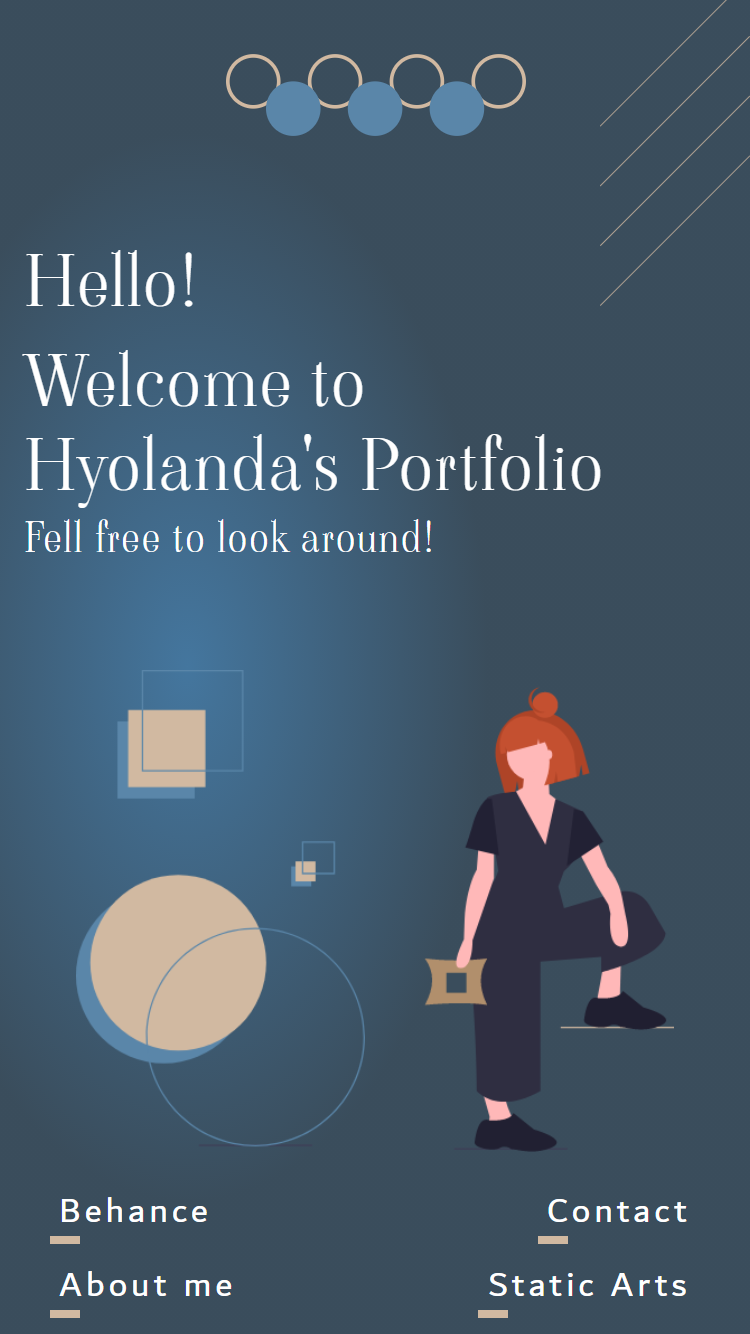 Hello!
Welcome to
Hyolanda's Portfolio
Fell free to look around!
Behance
Contact
About me
Static Arts